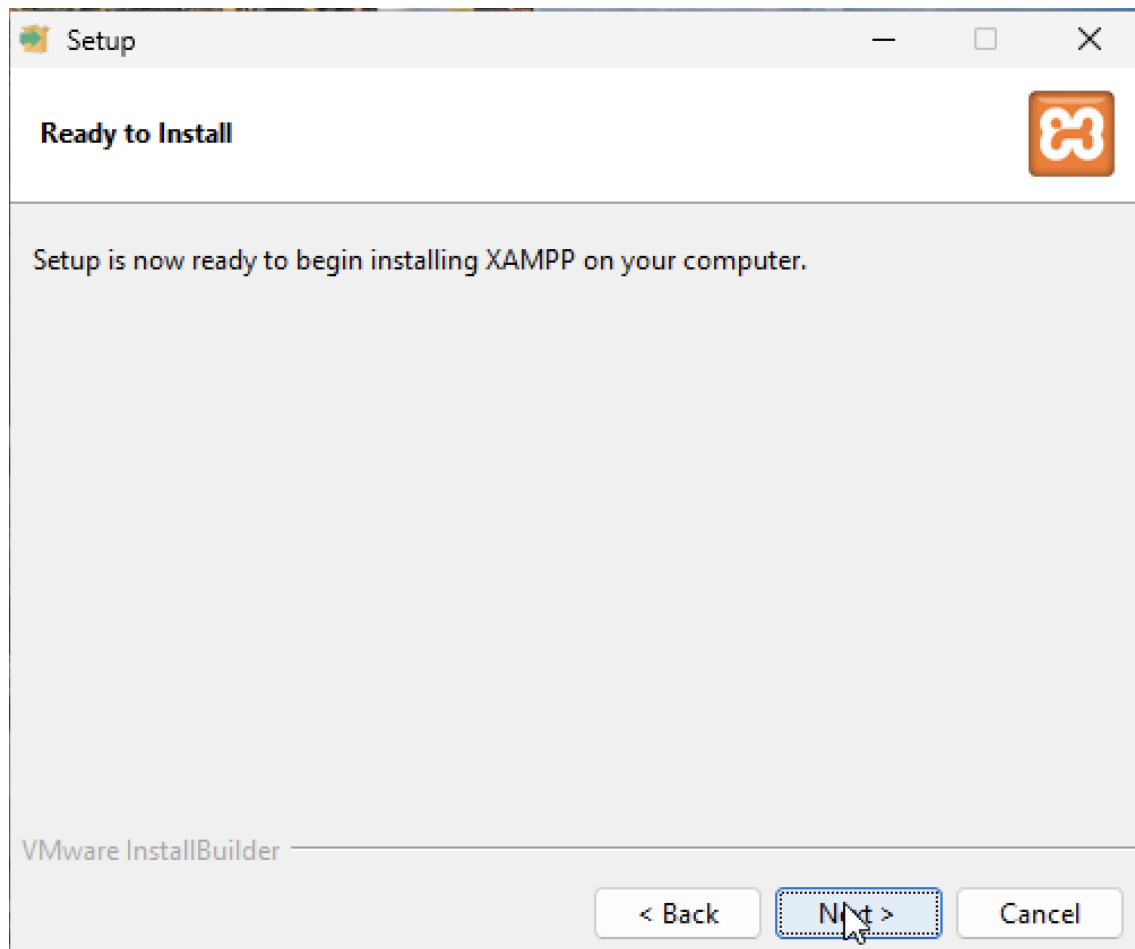 Setup
Ready to Install
Setup is now ready to begin installing XAMPP on your computer.
VMware InstallBuilder
< Back
Next >
Cancel